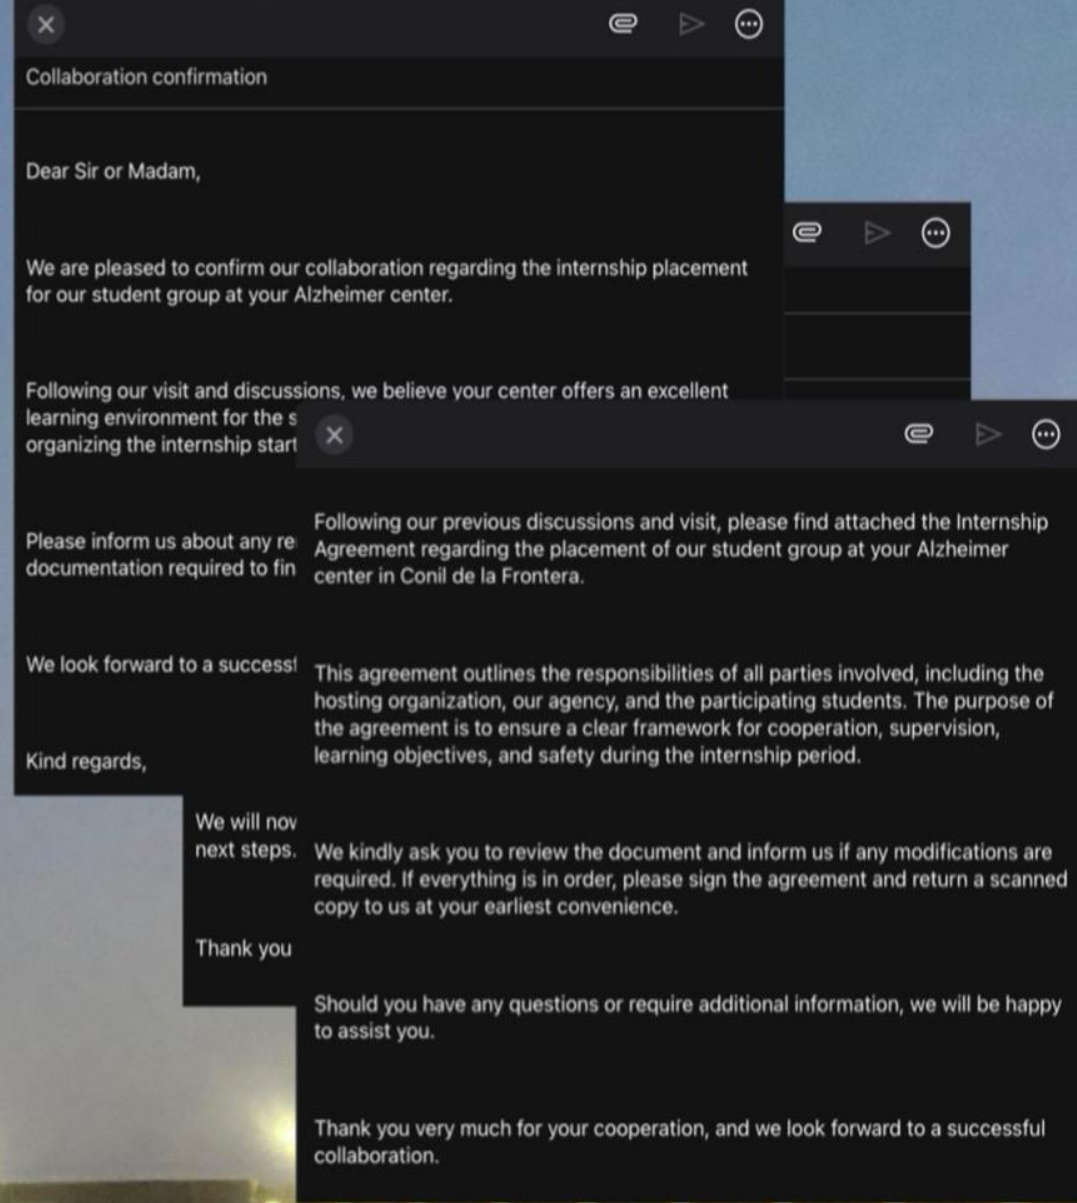 Collaboration confirmation
Dear Sir or Madam,
We are pleased to confirm our collaboration regarding the internship placement
for our student group at your Alzheimer center.
Following our visit and discussions, we believe your center offers an excellent
learning environment for the
organizing the internship start
Please inform us about any
documentation required to
We look forward to a
Kind regards,
We will
next steps.
Thank you
Following our previous discussions and visit, please find attached the Internship
Agreement regarding the placement of our student group at your Alzheimer
center in Conil de la Frontera.
This agreement outlines the responsibilities of all parties involved, including the
hosting organization, our agency, and the participating students. The purpose of
the agreement is to ensure a clear framework for cooperation, supervision,
learning objectives, and safety during the internship period.
We kindly ask you to review the document and inform us if any modifications are
required. If everything is in order, please sign the agreement and return a scanned
copy to us at your earliest convenience.
Should you have any questions or require additional information, we will be happy
to assist you.
Thank you very much for your cooperation, and we look forward to a successful
collaboration.